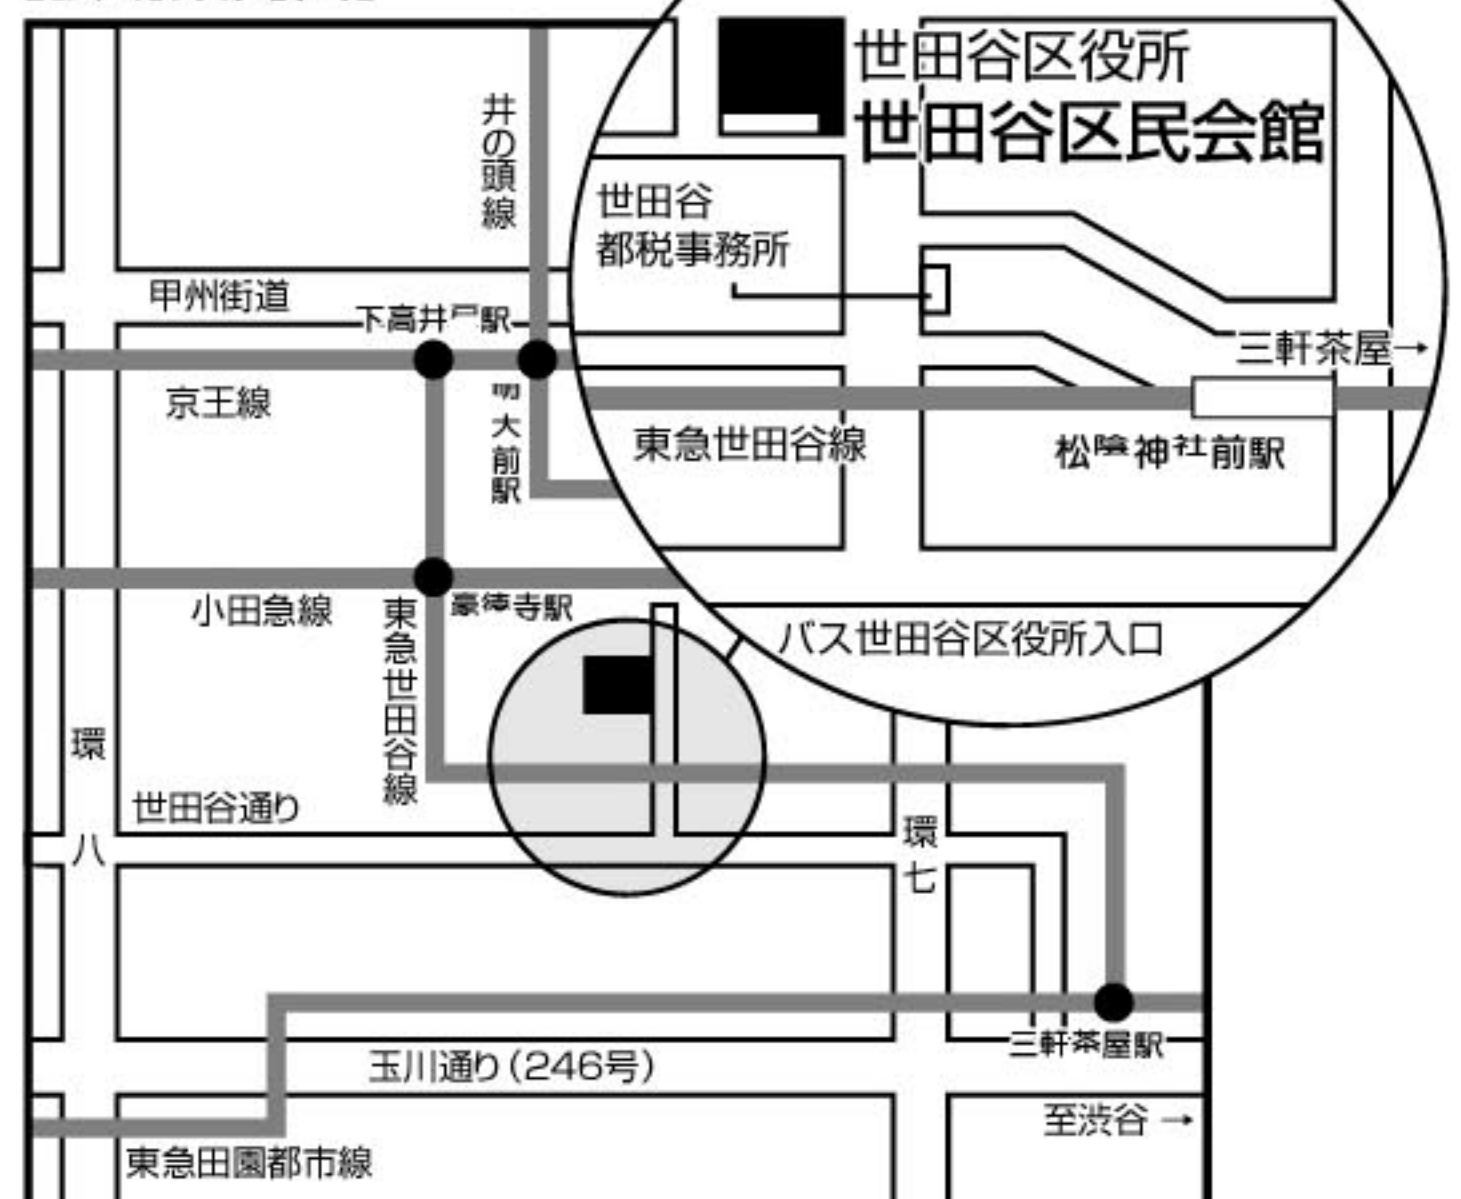 世田谷区役所
世田谷区民会館
井の頭線
世田谷
都税事務所
甲州街道
下高井戸駅
三軒茶屋→
京王線
明大前駅
東急世田谷線
松陰神社前駅
小田急線
豪徳寺駅
東急世田谷線
バス世田谷区役所入口
環八
世田谷通り
環七
三軒茶屋駅
玉川通り(246号)
至渋谷→
東急田園都市線